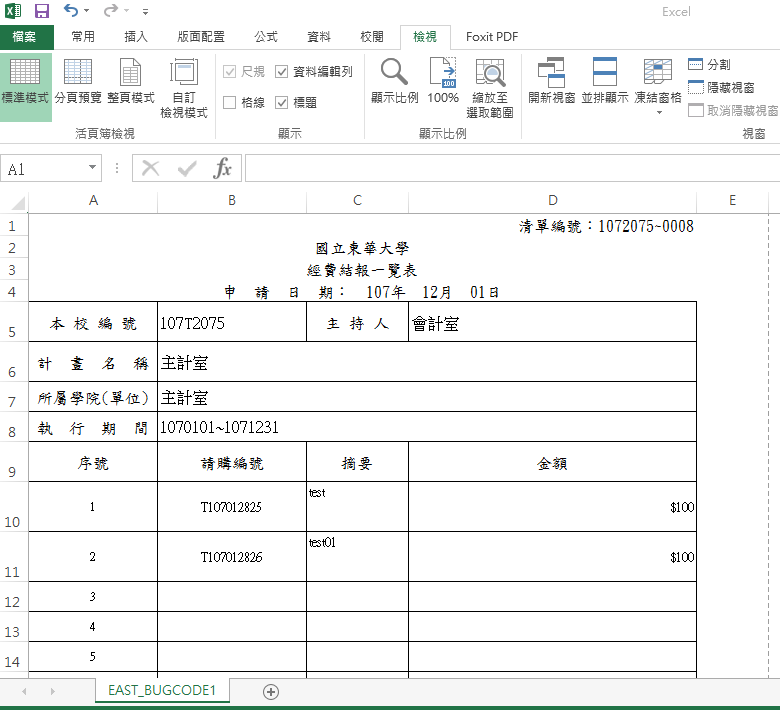 Excel
檔案 常用 插入 版面配置 公式 資料 校閱 檢視 Foxit PDF
標準模式 分頁預覽 整頁模式 自訂檢視模式
活頁簿檢視
尺規 資料編輯列
格線 標題
顯示
顯示比例 100% 縮放至選取範圍
100
顯示比例
開新視窗 並排顯示 凍結窗格
分割
隱藏視窗
取消隱藏視窗
視窗
A1 fx
A B C D E
1 清單編號：1072075~0008
2 國立東華大學
3 經費結報一覽表
4 申 請 日 期： 107年 12月 01日
5 本 校 編 號 107T2075 主 持 人 會計室
6 計 畫 名 稱 主計室
7 所屬學院(單位) 主計室
8 執 行 期 間 1070101~1071231
9 序號 請購編號 摘要 金額
10 1 T107012825 test $100
11 2 T107012826 test01 $100
12 3
13 4
14 5
EAST_BUGCODE1